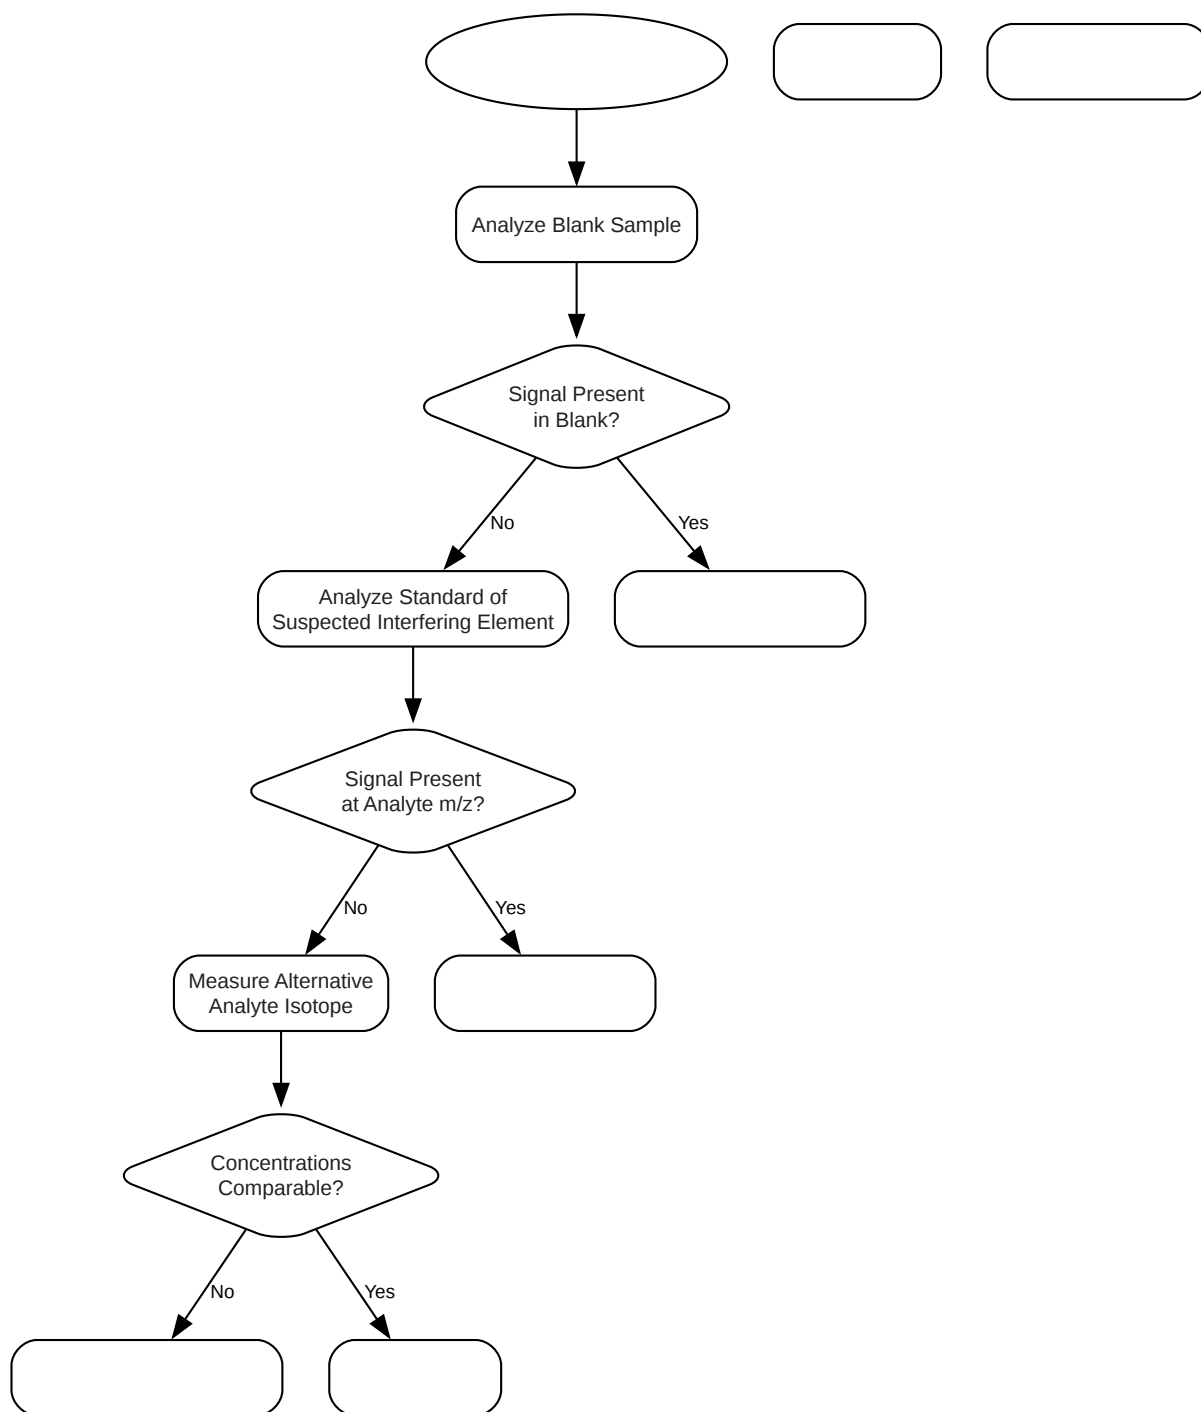 Analyze Blank Sample
Signal Present
in Blank?
No
Yes
Analyze Standard of
Suspected Interfering Element
Signal Present
at Analyte m/z?
No
Yes
Measure Alternative
Analyte Isotope
Concentrations
Comparable?
No
Yes